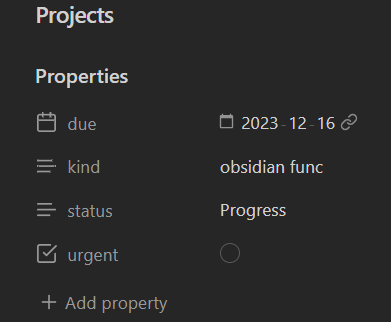 Projects
Properties
due 2023-12-16
kind obsidian func
status Progress
urgent
Add property